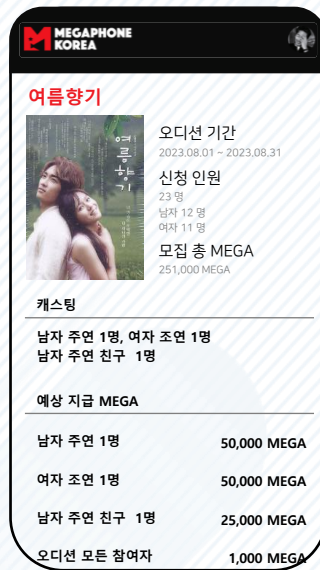 MEGAPHONE
KOREA
여름향기
여름향기
오디션 기간
2023.08.01 – 2023.08.31
신청 인원
23 명
남자 12 명
여자 11 명
모집 총 MEGA
251,000 MEGA
캐스팅
남자 주연 1명, 여자 조연 1명
남자 주연 친구 1명
예상 지급 MEGA
남자 주연 1명 50,000 MEGA
여자 조연 1명 50,000 MEGA
남자 주연 친구 1명 25,000 MEGA
오디션 모든 참여자 1,000 MEGA